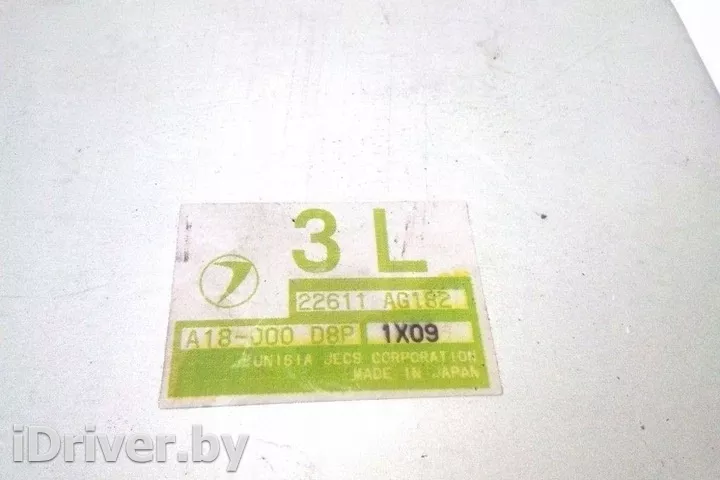 3 L
22611 AG182
A18-000 D8P 1X09
UNISIA JECS CORPORATION
MADE IN JAPAN
iDriver.by